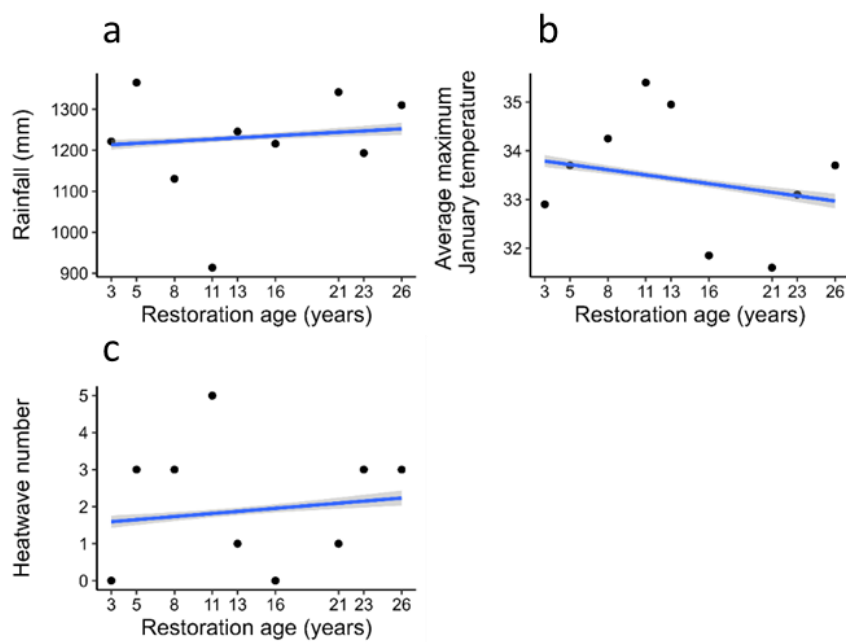 a
Rainfall (mm)
1300
1200
1100
1000
900
3 5 8 11 13 16 21 23 26
Restoration age (years)
b
Average maximum
January temperature
35
34
33
32
3 5 8 11 13 16 21 23 26
Restoration age (years)
c
Heatwave number
5
4
3
2
1
0
3 5 8 11 13 16 21 23 26
Restoration age (years)